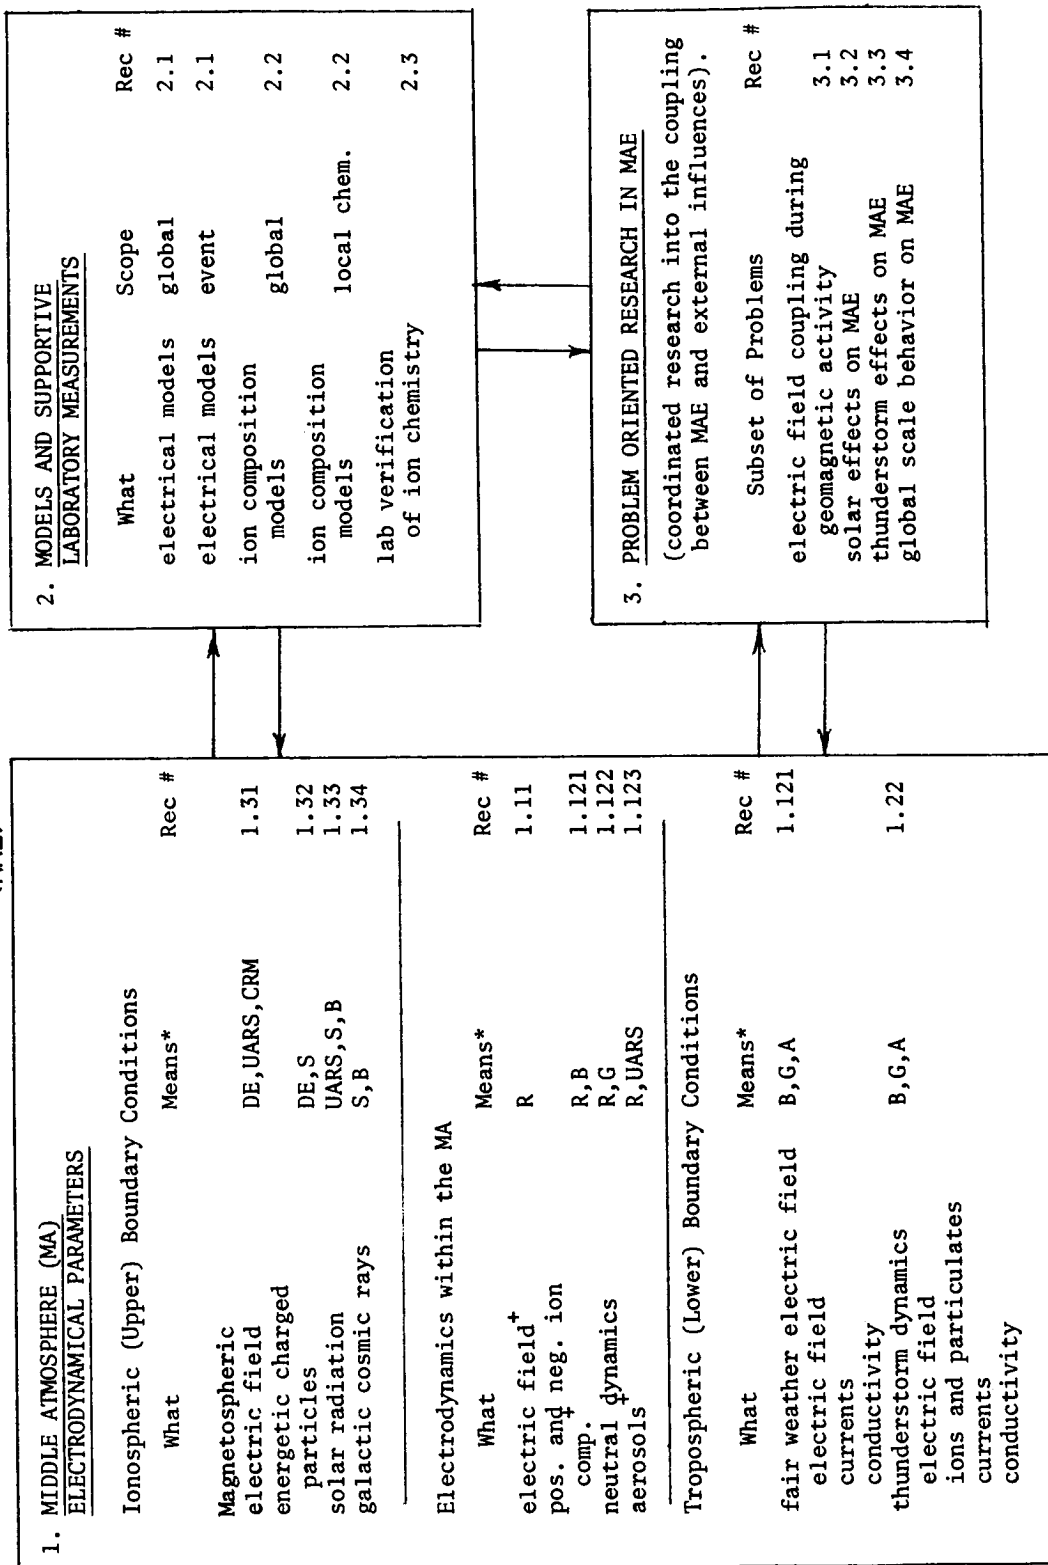 1. MIDDLE ATMOSPHERE (MA)
ELECTRODYNAMICAL PARAMETERS
Ionospheric (Upper) Boundary Conditions
What Means* Rec #
Magnetospheric
electric field DE,UARS,CRM 1.31
energetic charged
particles DE,S 1.32
solar radiation UARS,S,B 1.33
galactic cosmic rays S,B 1.34
Electrodynamics within the MA
What Means* Rec #
electric field+ R 1.11
pos. and neg. ion
comp.‡ R,B 1.121
neutral dynamics R,G 1.122
aerosols‡ R,UARS 1.123
Tropospheric (Lower) Boundary Conditions
What Means* Rec #
fair weather electric field B,G,A 1.121
electric field
currents
conductivity
thunderstorm dynamics B,G,A 1.22
electric field
ions and particulates
currents
conductivity
2. MODELS AND SUPPORTIVE
LABORATORY MEASUREMENTS
What Scope Rec #
electrical models global 2.1
electrical models event 2.1
ion composition
models global 2.2
ion composition
models local chem. 2.2
lab verification
of ion chemistry 2.3
3. PROBLEM ORIENTED RESEARCH IN MAE
(coordinated research into the coupling
between MAE and external influences).
Subset of Problems Rec #
electric field coupling during
geomagnetic activity 3.1
solar effects on MAE 3.2
thunderstorm effects on MAE 3.3
global scale behavior on MAE 3.4